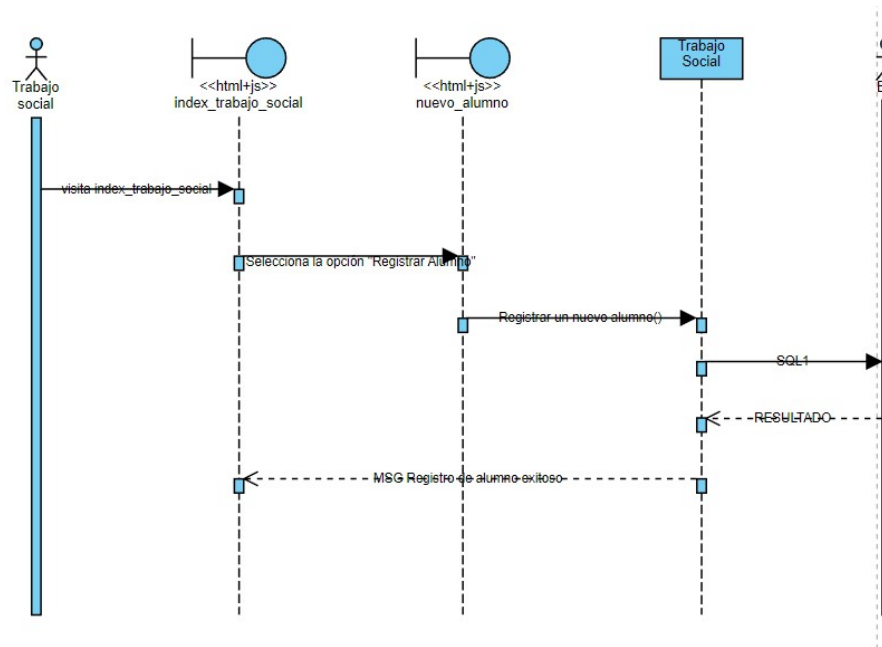 Trabajo
social
<<html+js>>
index_trabajo_social
<<html+js>>
nuevo_alumno
Trabajo
Social
visita index_trabajo_social
Selecciona la opción "Registrar Alumno"
Registrar un nuevo alumno()
SQL1
RESULTADO
MSG Registro de alumno exitoso